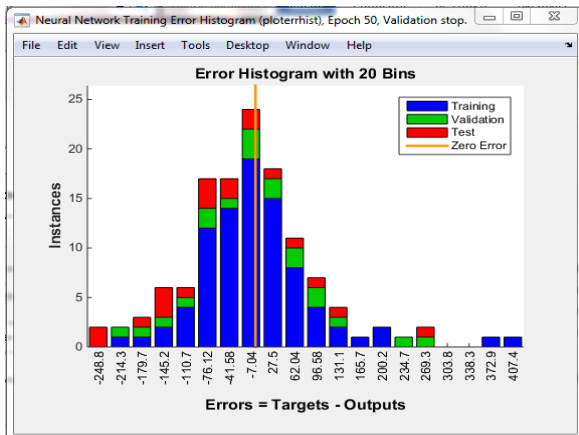 Neural Network Training Error Histogram (ploterrhist), Epoch 50, Validation stop.
File Edit View Insert Tools Desktop Window Help
Error Histogram with 20 Bins
Training
Validation
Test
Zero Error
25
20
15
10
5
0
Instances
-248.8
-214.3
-179.7
-145.2
-110.7
-76.12
-41.58
-7.04
27.5
62.04
96.58
131.1
165.7
200.2
234.7
269.3
303.8
338.3
372.9
407.4
Errors = Targets - Outputs